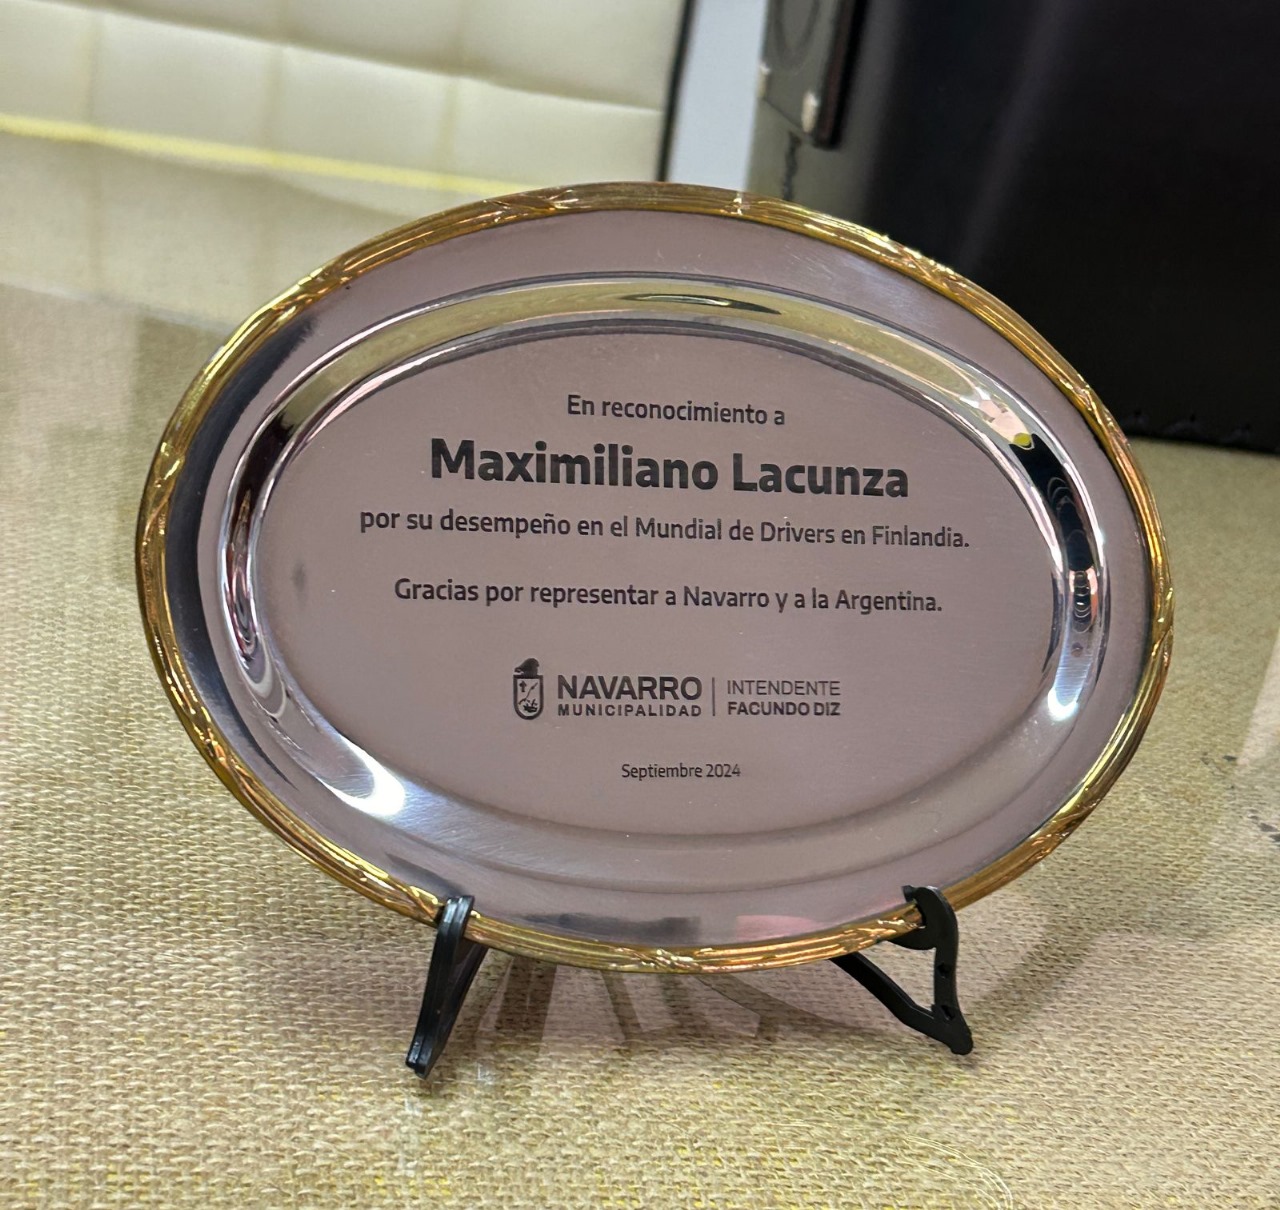 En reconocimiento a
Maximiliano Lacunza
por su desempeño en el Mundial de Drivers en Finlandia.
Gracias por representar a Navarro y a la Argentina.
NAVARRO
MUNICIPALIDAD
INTENDENTE
FACUNDO DIZ
Septiembre 2024